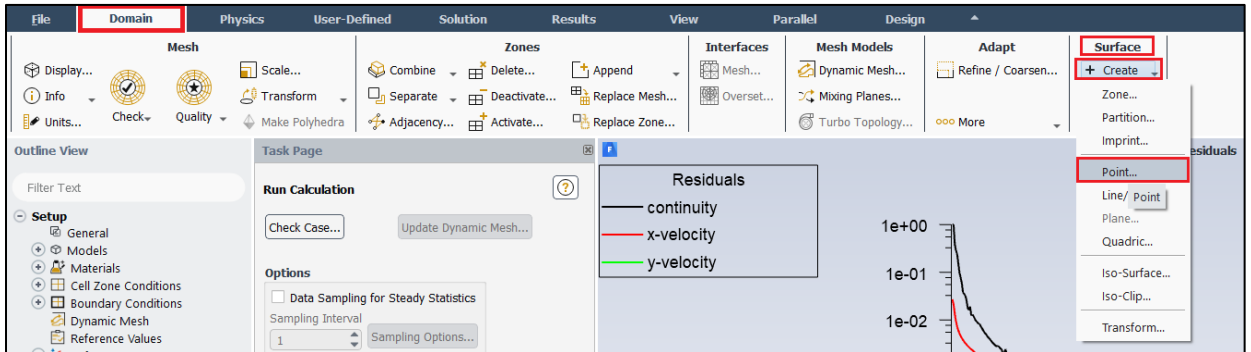 File Domain Physics User-Defined Solution Results View Parallel Design
Mesh Zones Interfaces Mesh Models Adapt Surface
Display... Scale... Combine Delete... Append Mesh... Dynamic Mesh... Refine / Coarsen... + Create
Info Transform Separate Deactivate... Replace Mesh... Overset... Mixing Planes...
Units... Check Quality Make Polyhedra Adjacency... Activate... Replace Zone... Turbo Topology... More
Zone...
Partition...
Imprint...
Point...
Line/ Point
Plane...
Quadric...
Iso-Surface...
Iso-Clip...
Transform...
Outline View
Filter Text
Setup
General
Models
Materials
Cell Zone Conditions
Boundary Conditions
Dynamic Mesh
Reference Values
Task Page
Run Calculation ?
Check Case... Update Dynamic Mesh...
Options
Data Sampling for Steady Statistics
Sampling Interval
1 Sampling Options...
esiduals
Residuals
continuity
x-velocity
y-velocity
1e+00
1e-01
1e-02